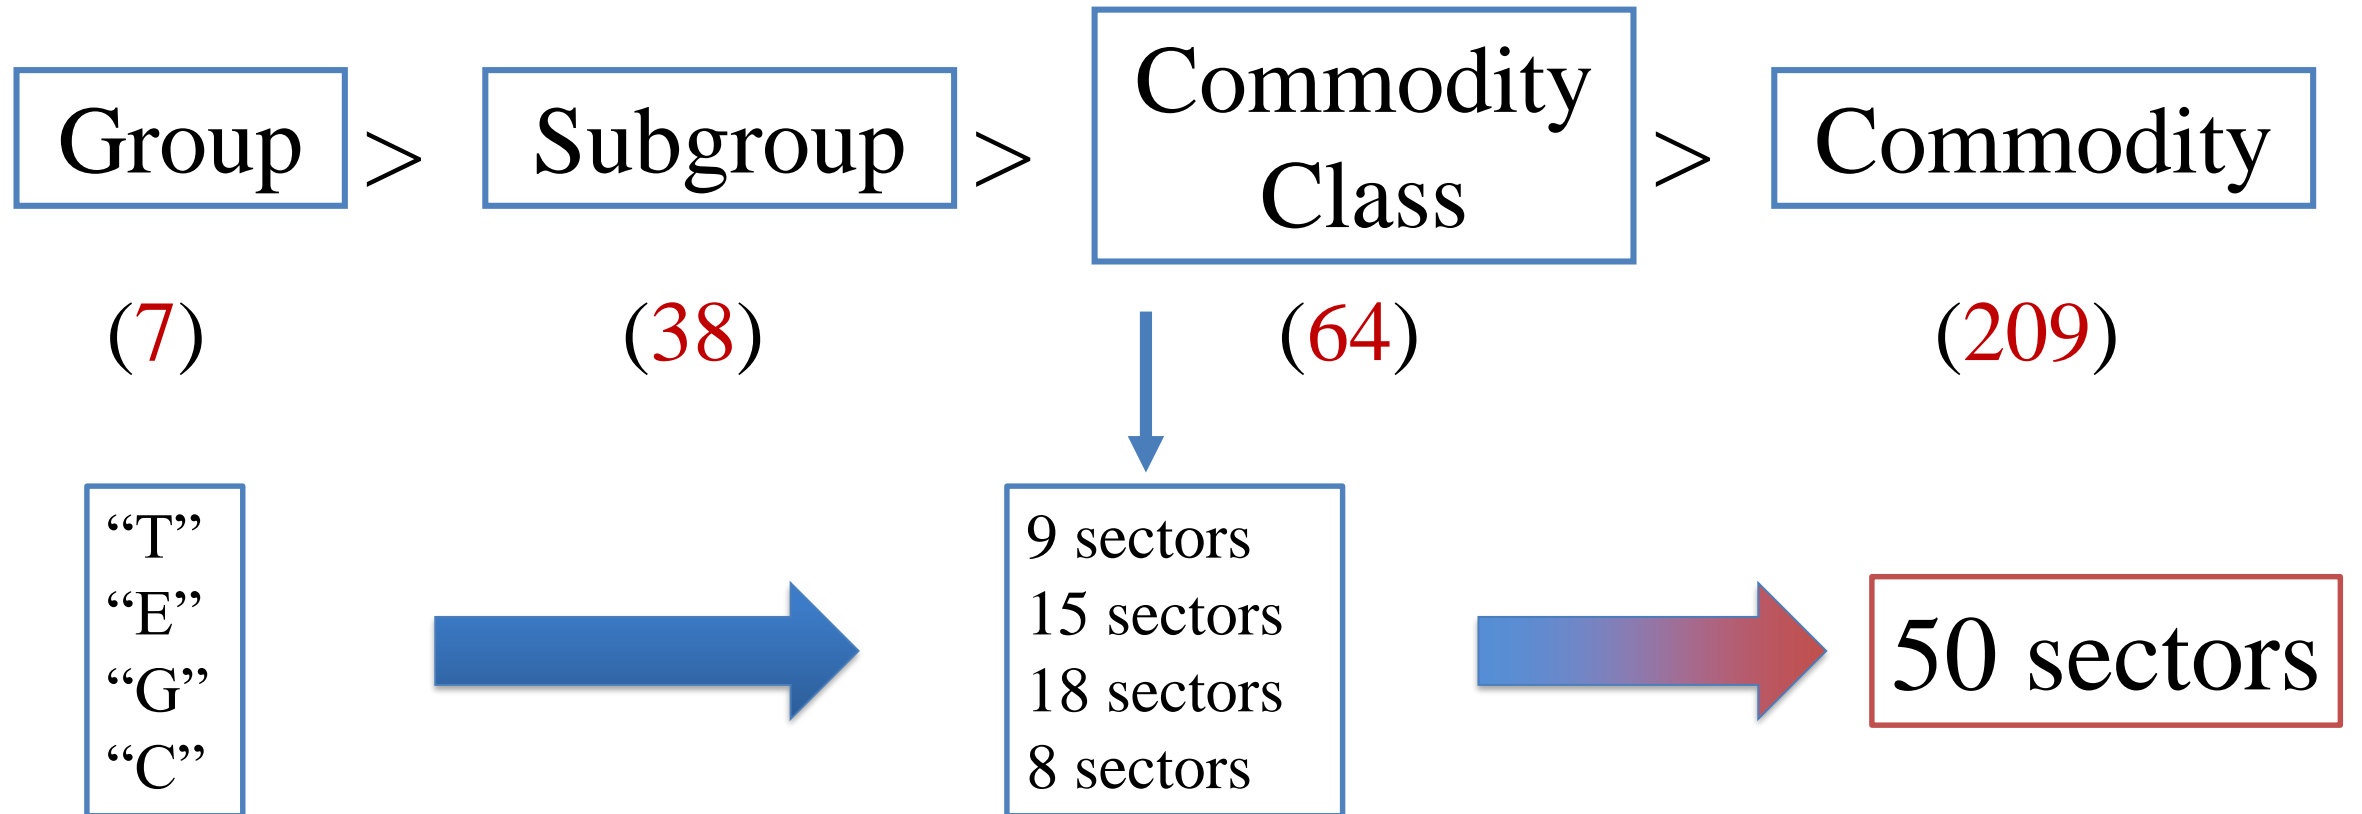 Group > Subgroup > Commodity Class > Commodity
(7) (38) (64) (209)
“T”
“E”
“G”
“C”
9 sectors
15 sectors
18 sectors
8 sectors
50 sectors